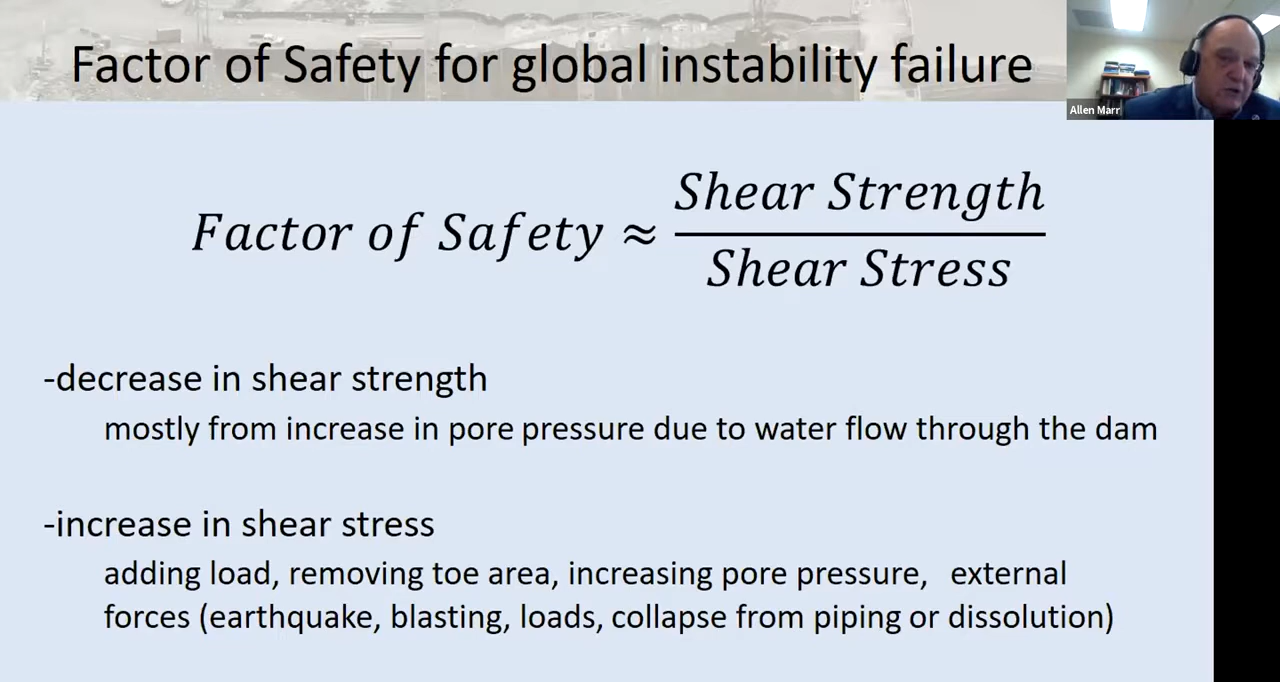 Factor of Safety for global instability failure
Allen Marr
Factor of Safety ≈ Shear Strength
Shear Stress
-decrease in shear strength
mostly from increase in pore pressure due to water flow through the dam
-increase in shear stress
adding load, removing toe area, increasing pore pressure, external
forces (earthquake, blasting, loads, collapse from piping or dissolution)